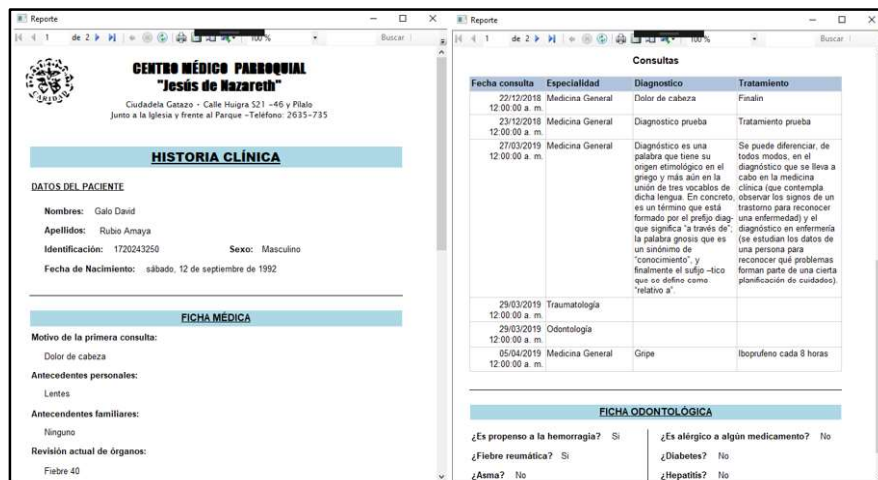 Reporte
1 de 2 100% Buscar
CARIDAD
CENTRO MÉDICO PARROQUIAL
"Jesús de Nazareth"
Ciudadela Gatazo - Calle Huigra S21 -46 y Pilalo
Junto a la Iglesia y frente al Parque -Teléfono: 2635-735
HISTORIA CLÍNICA
DATOS DEL PACIENTE
Nombres: Galo David
Apellidos: Rubio Amaya
Identificación: 1720243250 Sexo: Masculino
Fecha de Nacimiento: sábado, 12 de septiembre de 1992
FICHA MÉDICA
Motivo de la primera consulta:
Dolor de cabeza
Antecedentes personales:
Lentes
Antecendentes familiares:
Ninguno
Revisión actual de órganos:
Fiebre 40
Reporte
1 de 2 100% Buscar
Consultas
Fecha consulta Especialidad Diagnostico Tratamiento
22/12/2018 Medicina General Dolor de cabeza Finalin
12:00:00 a. m.
23/12/2018 Medicina General Diagnostico prueba Tratamiento prueba
12:00:00 a. m.
27/03/2019 Medicina General Diagnóstico es una Se puede diferenciar, de
12:00:00 a. m. palabra que tiene su todos modos, en el
origen etimológico en el diagnóstico que se lleva a
griego y más aún en la cabo en la medicina
unión de tres vocablos de clínica (que contempla
dicha lengua. En concreto, observar los signos de un
es un término que está trastorno para reconocer
formado por el prefijo diag- una enfermedad) y el
que significa "a través de"; diagnóstico en enfermería
la palabra gnosis que es (se estudian los datos de
un sinónimo de una persona para
"conocimiento", y reconocer qué problemas
finalmente el sufijo –tico forman parte de una cierta
que se define como planificación de cuidados).
"relativo a".
29/03/2019 Traumatología
12:00:00 a. m.
29/03/2019 Odontología
12:00:00 a. m.
05/04/2019 Medicina General Gripe Iboprufeno cada 8 horas
12:00:00 a. m.
FICHA ODONTOLÓGICA
¿Es propenso a la hemorragia? Si ¿Es alérgico a algún medicamento? No
¿Fiebre reumática? Si ¿Diabetes? No
¿Asma? No ¿Hepatitis? No